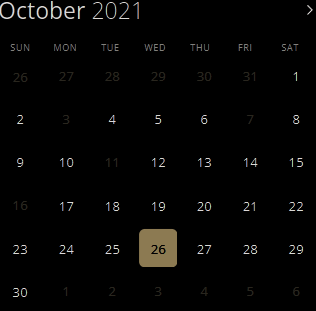 October 2021
SUN MON TUE WED THU FRI SAT
26 27 28 29 30 31 1
2 3 4 5 6 7 8
9 10 11 12 13 14 15
16 17 18 19 20 21 22
23 24 25 26 27 28 29
30 1 2 3 4 5 6